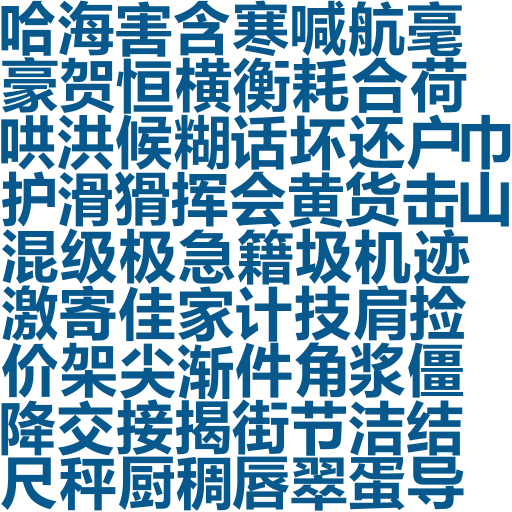 哈海害含寒喊航毫
豪贺恒横衡耗合荷
哄洪候糊话坏还户巾
护滑猾挥会黄货击山
混级极急籍圾机迹
激寄佳家计技肩捡
价架尖渐件角浆僵
降交接揭街节洁结
尺秤厨稠唇翠蛋导